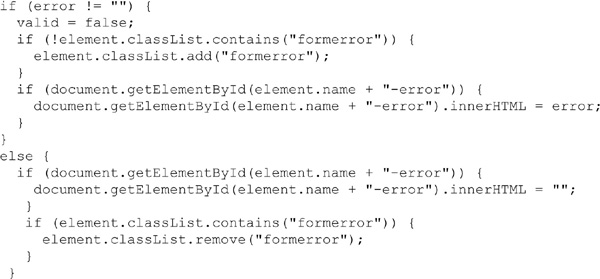 if (error != "") {
  valid = false;
  if (!element.classList.contains("formerror")) {
    element.classList.add("formerror");
  }
  if (document.getElementById(element.name + "-error")) {
    document.getElementById(element.name + "-error").innerHTML = error;
  }
}
else {
  if (document.getElementById(element.name + "-error")) {
    document.getElementById(element.name + "-error").innerHTML = "";
   }
   if (element.classList.contains("formerror")) {
     element.classList.remove("formerror");
   }
 }